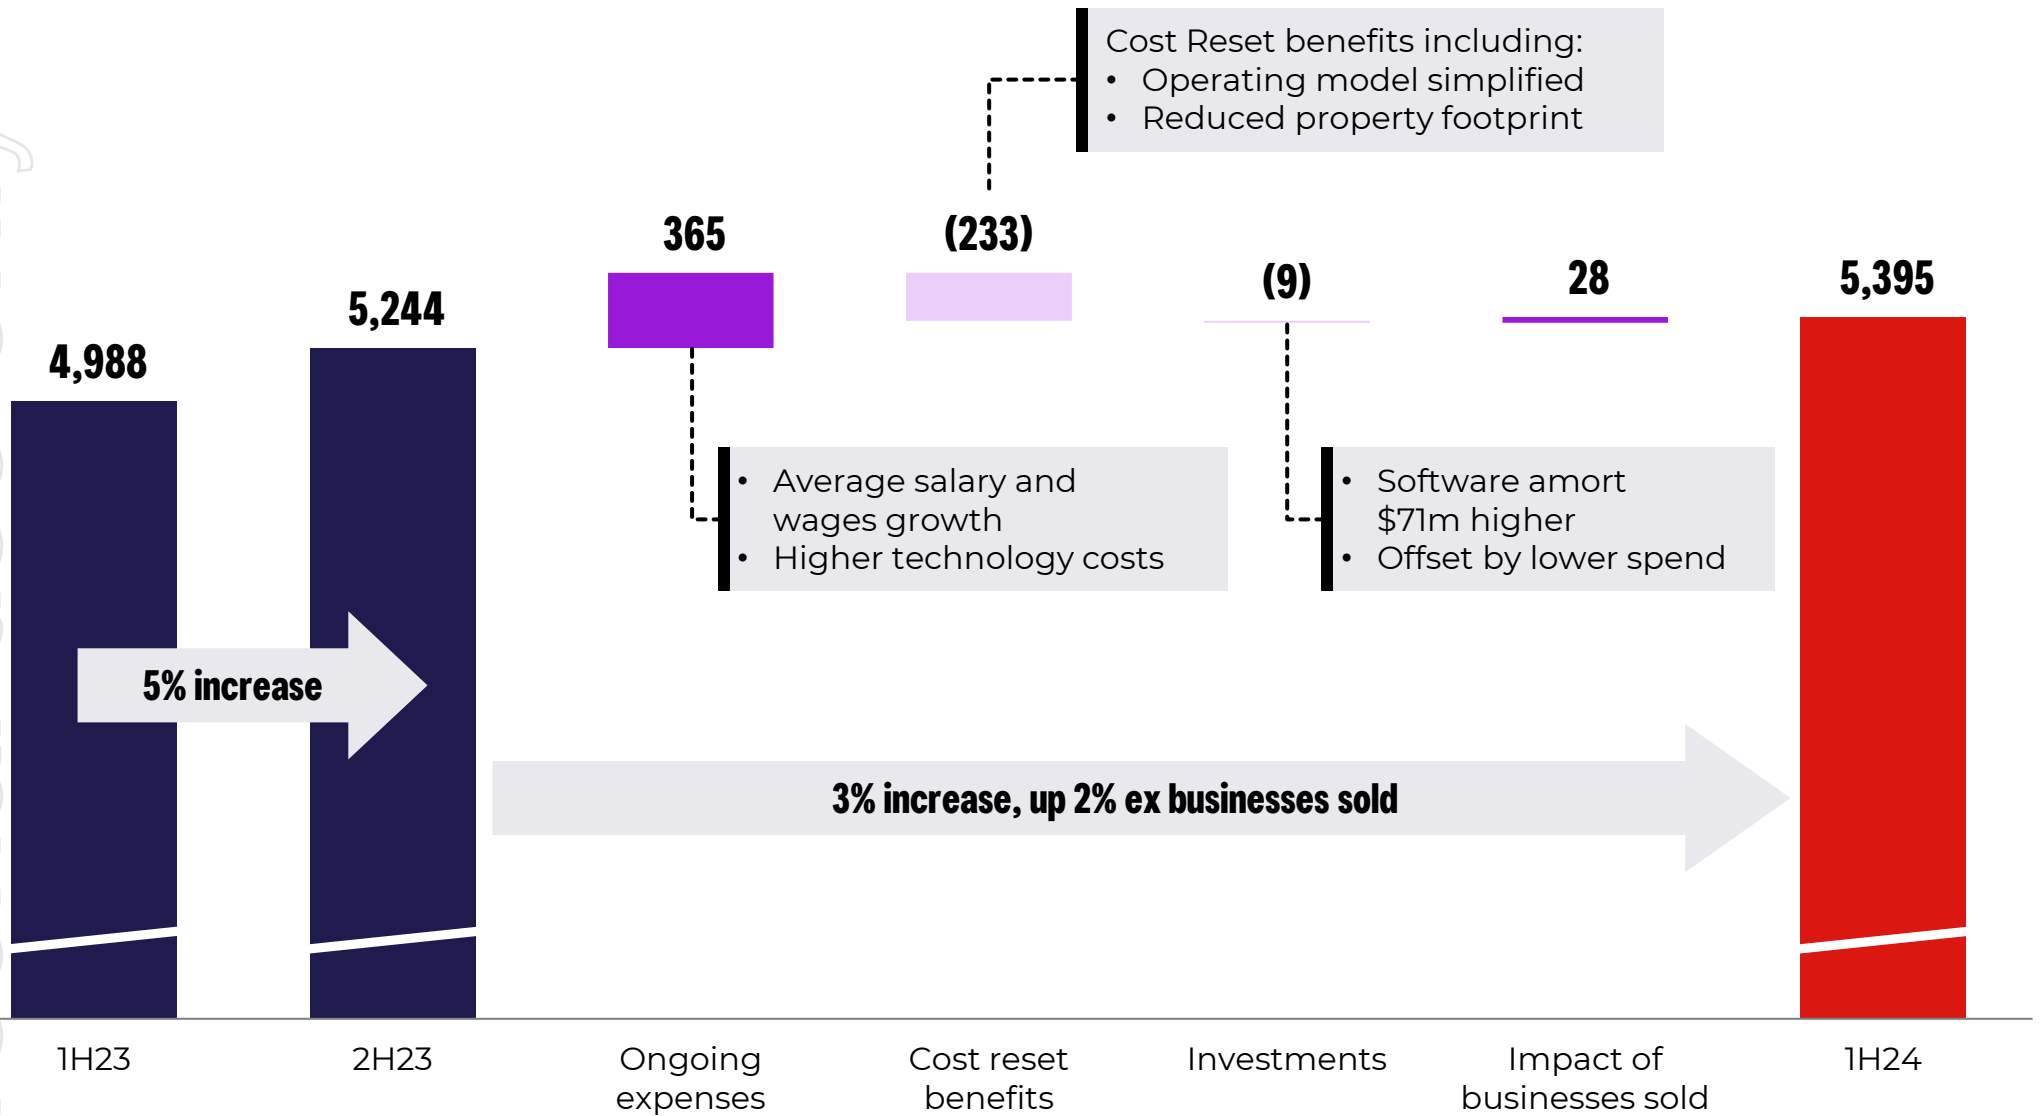 Cost Reset benefits including:
• Operating model simplified
• Reduced property footprint
365
(233)
(9)
28
5,395
5,244
4,988
• Average salary and
wages growth
• Higher technology costs
• Software amort
$71m higher
• Offset by lower spend
5% increase
3% increase, up 2% ex businesses sold
1H23
2H23
Ongoing
expenses
Cost reset
benefits
Investments
Impact of
businesses sold
1H24